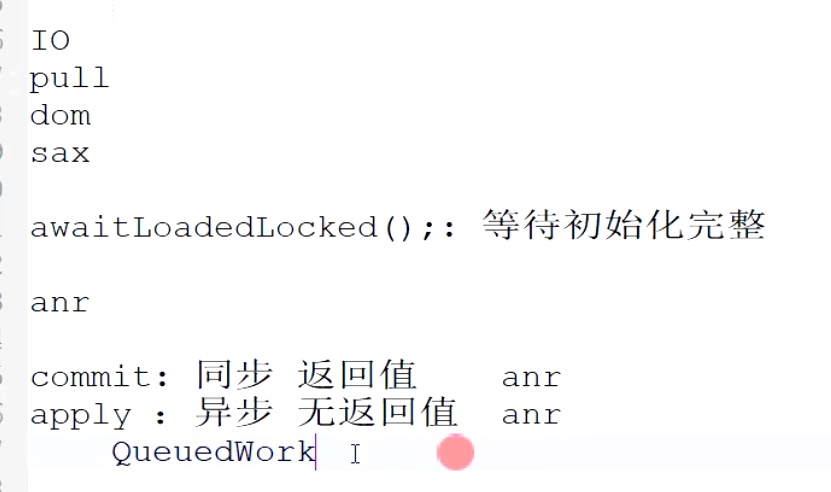 IO
pull
dom
sax
awaitLoadedLocked();: 等待初始化完整
anr
commit: 同步 返回值 anr
apply : 异步 无返回值 anr
QueuedWork